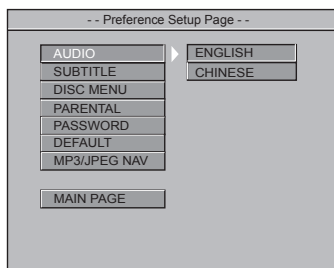 - - Preference Setup Page - -
AUDIO
ENGLISH
SUBTITLE
CHINESE
DISC MENU
PARENTAL
PASSWORD
DEFAULT
MP3/JPEG NAV
MAIN PAGE